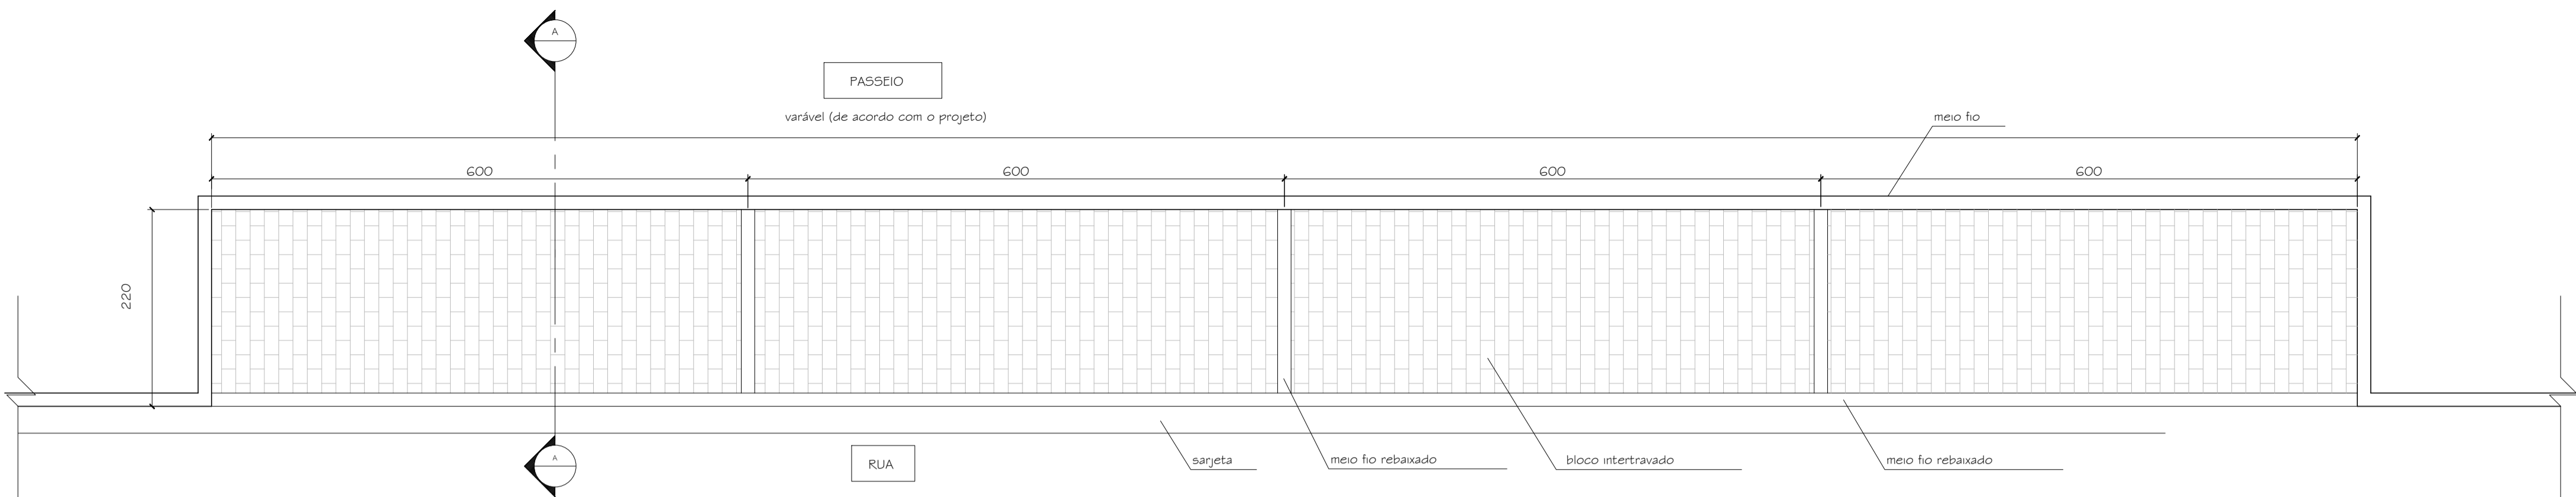 A
PASSEIO
varável (de acordo com o projeto)
meio fio
600
600
600
600
220
A
RUA
sarjeta
meio fio rebaixado
bloco intertravado
meio fio rebaixado